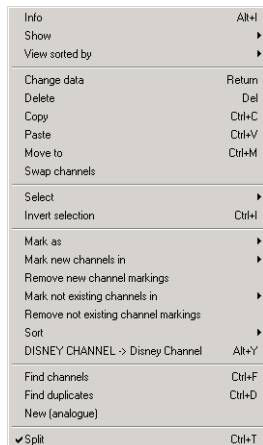 Info Alt+I
Show
View sorted by
Change data Return
Delete Del
Copy Ctrl+C
Paste Ctrl+V
Move to Ctrl+M
Swap channels
Select
Invert selection Ctrl+I
Mark as
Mark new channels in
Remove new channel markings
Mark not existing channels in
Remove not existing channel markings
Sort
DISNEY CHANNEL -> Disney Channel Alt+Y
Find channels Ctrl+F
Find duplicates Ctrl+D
New (analogue)
Split Ctrl+T